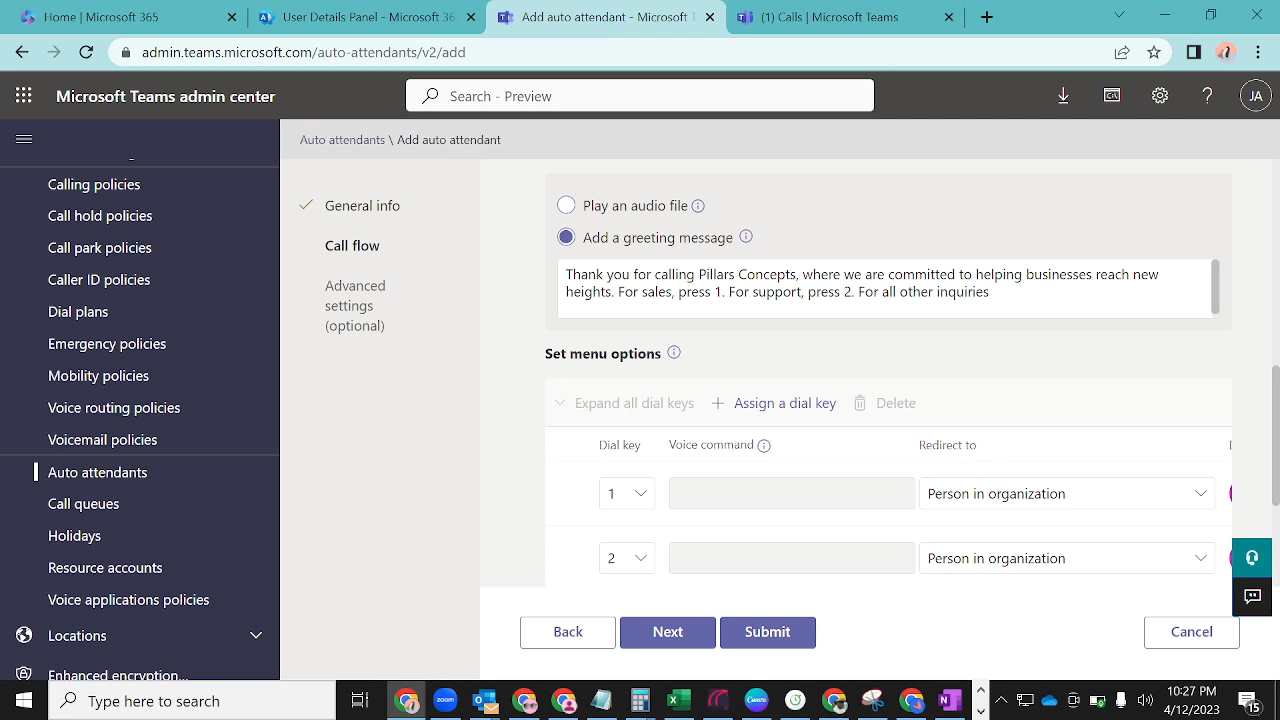 Home | Microsoft 365
User Details Panel - Microsoft 36
Add auto attendant - Microsoft T
(1) Calls | Microsoft Teams
admin.teams.microsoft.com/auto-attendants/v2/add
Microsoft Teams admin center
Search - Preview
JA
Auto attendants \ Add auto attendant
Calling policies
Call hold policies
Call park policies
Caller ID policies
Dial plans
Emergency policies
Mobility policies
Voice routing policies
Voicemail policies
Auto attendants
Call queues
Holidays
Resource accounts
Voice applications policies
Locations
Enhanced encryption...
General info
Call flow
Advanced
settings
(optional)
Play an audio file
Add a greeting message
Thank you for calling Pillars Concepts, where we are committed to helping businesses reach new
heights. For sales, press 1. For support, press 2. For all other inquiries
Set menu options
Expand all dial keys + Assign a dial key Delete
Dial key Voice command Redirect to
1 Person in organization
2 Person in organization
Back Next Submit Cancel
Type here to search
zoom
10:27 PM
4/12/2023
15